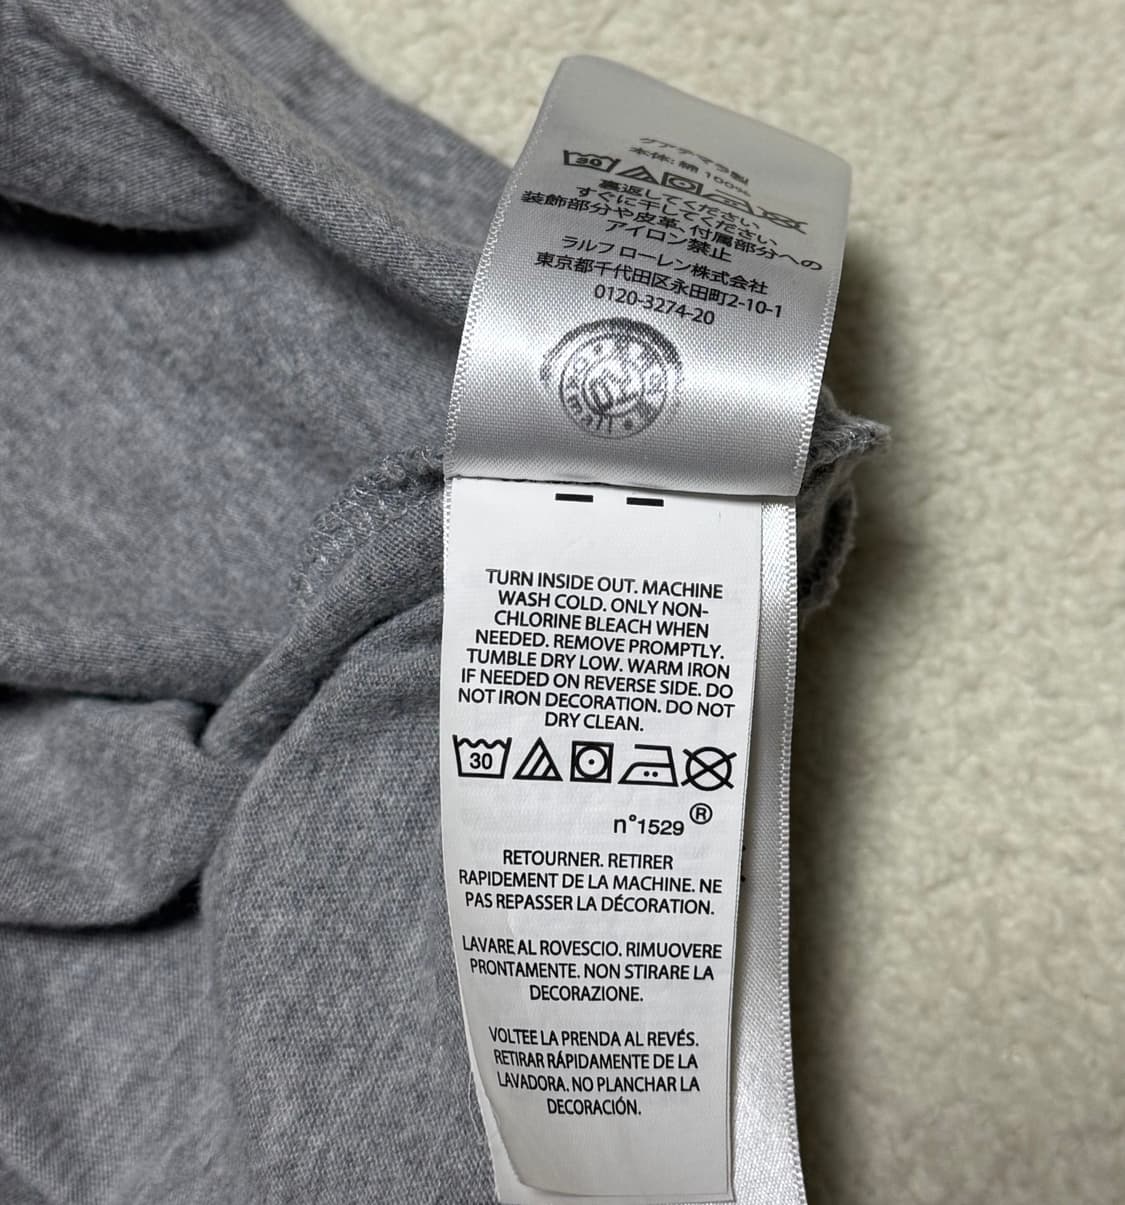 グアテマラ製
本体: 綿 100%
30
裏返してください。
すぐに干してください。
装飾部分や皮革、付属部分への
アイロン禁止
ラルフ ローレン株式会社
東京都千代田区永田町2-10-1
0120-3274-20
TURN INSIDE OUT. MACHINE
WASH COLD. ONLY NON-
CHLORINE BLEACH WHEN
NEEDED. REMOVE PROMPTLY.
TUMBLE DRY LOW. WARM IRON
IF NEEDED ON REVERSE SIDE. DO
NOT IRON DECORATION. DO NOT
DRY CLEAN.
30
n°1529 ®
RETOURNER. RETIRER
RAPIDEMENT DE LA MACHINE. NE
PAS REPASSER LA DÉCORATION.
LAVARE AL ROVESCIO. RIMUOVERE
PRONTAMENTE. NON STIRARE LA
DECORAZIONE.
VOLTEE LA PRENDA AL REVÉS.
RETIRAR RÁPIDAMENTE DE LA
LAVADORA. NO PLANCHAR LA
DECORACIÓN.